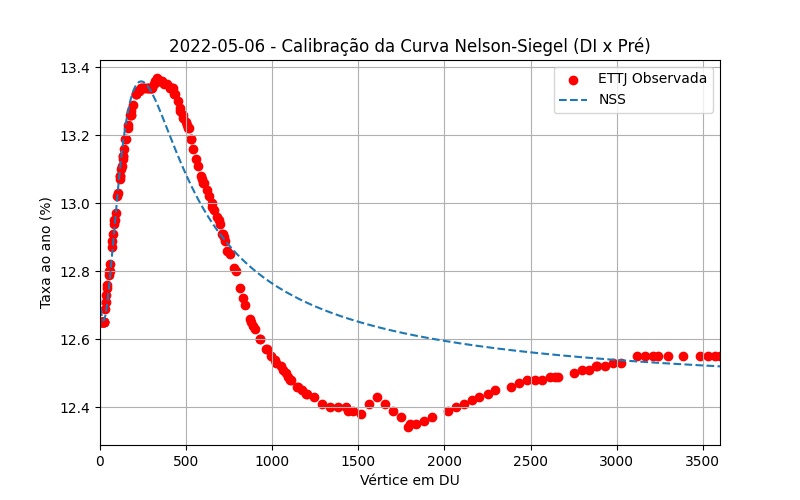 2022-05-06 - Calibração da Curva Nelson-Siegel (DI x Pré)
ETTJ Observada
NSS
Taxa ao ano (%)
13.4
13.2
13.0
12.8
12.6
12.4
0 500 1000 1500 2000 2500 3000 3500
Vértice em DU